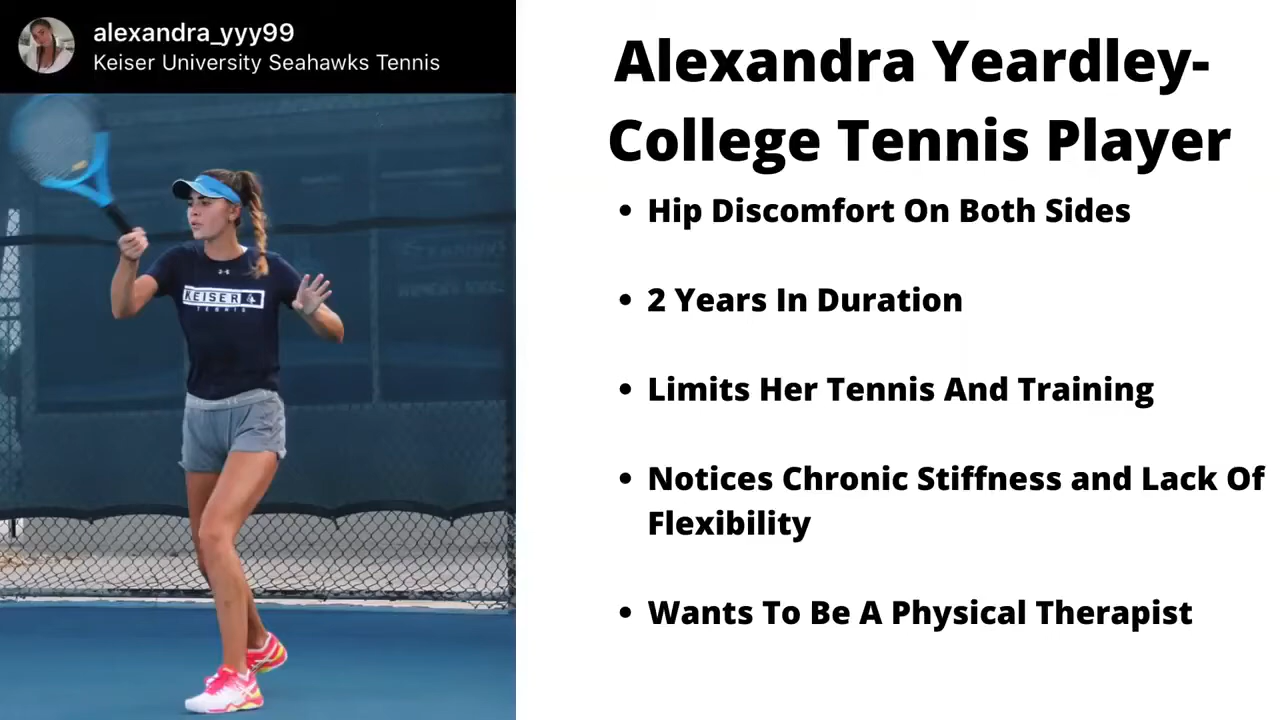 alexandra_yyy99
Keiser University Seahawks Tennis
KEISER
TENNIS
Alexandra Yeardley-
College Tennis Player
• Hip Discomfort On Both Sides
• 2 Years In Duration
• Limits Her Tennis And Training
• Notices Chronic Stiffness and Lack Of
Flexibility
• Wants To Be A Physical Therapist